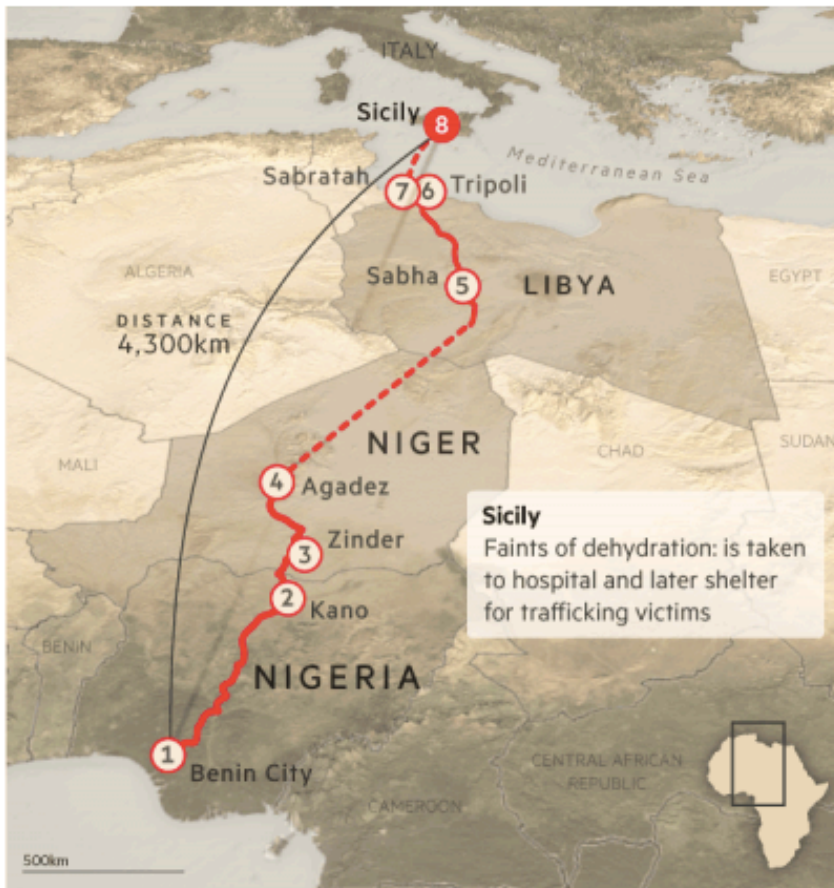 ITALY
Sicily
8
Mediterranean Sea
Sabratah
7
6
Tripoli
ALGERIA
Sabha
5
LIBYA
EGYPT
DISTANCE
4,300km
NIGER
MALI
CHAD
SUDAN
4
Agadez
Sicily
Faints of dehydration: is taken
to hospital and later shelter
for trafficking victims
3
Zinder
2
Kano
BENIN
NIGERIA
1
Benin City
CENTRAL AFRICAN
REPUBLIC
CAMEROON
500km